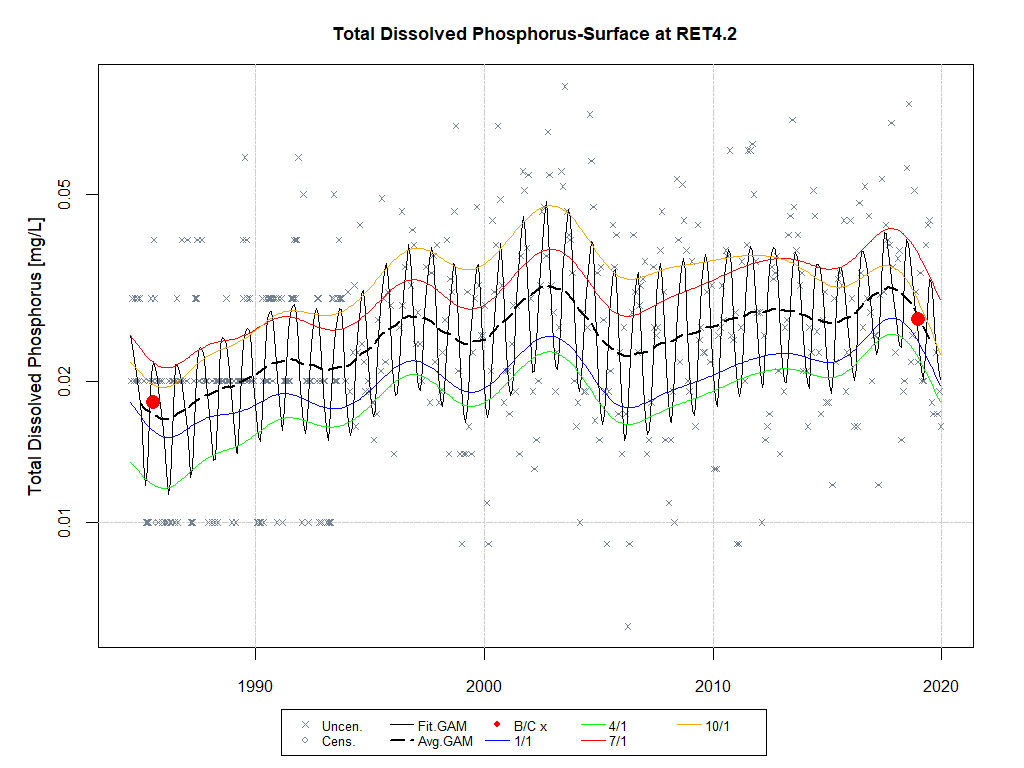 Total Dissolved Phosphorus-Surface at RET4.2
Total Dissolved Phosphorus [mg/L]
0.05
0.02
0.01
1990 2000 2010 2020
Uncen. Fit.GAM B/C x 4/1 10/1
Cens. Avg.GAM 1/1 7/1